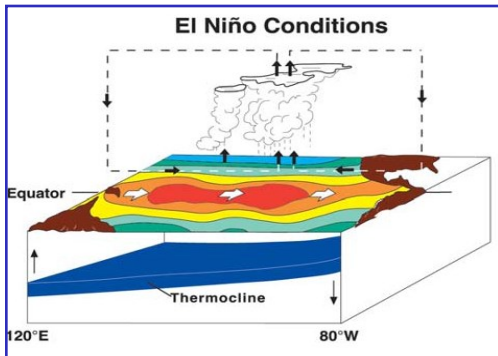 El Niño Conditions
Equator
Thermocline
120°E
80°W